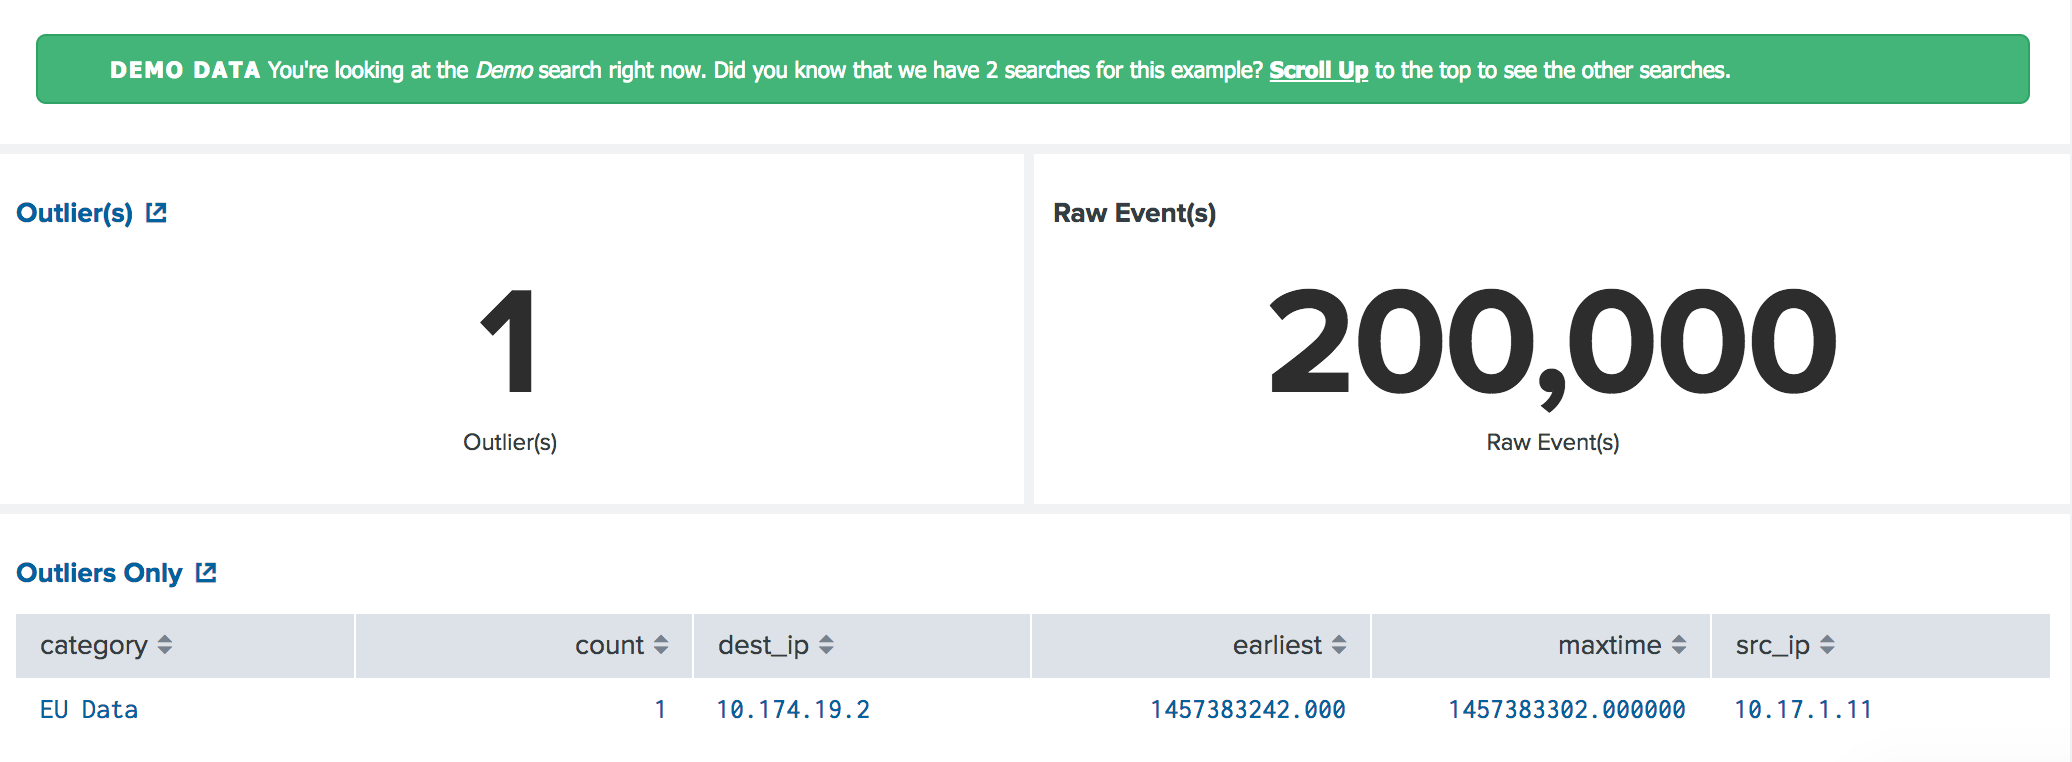 DEMO DATA You're looking at the Demo search right now. Did you know that we have 2 searches for this example? Scroll Up to the top to see the other searches.
Outlier(s)
1
Outlier(s)
Raw Event(s)
200,000
Raw Event(s)
Outliers Only
category count dest_ip earliest maxtime src_ip
EU Data 1 10.174.19.2 1457383242.000 1457383302.000000 10.17.1.11